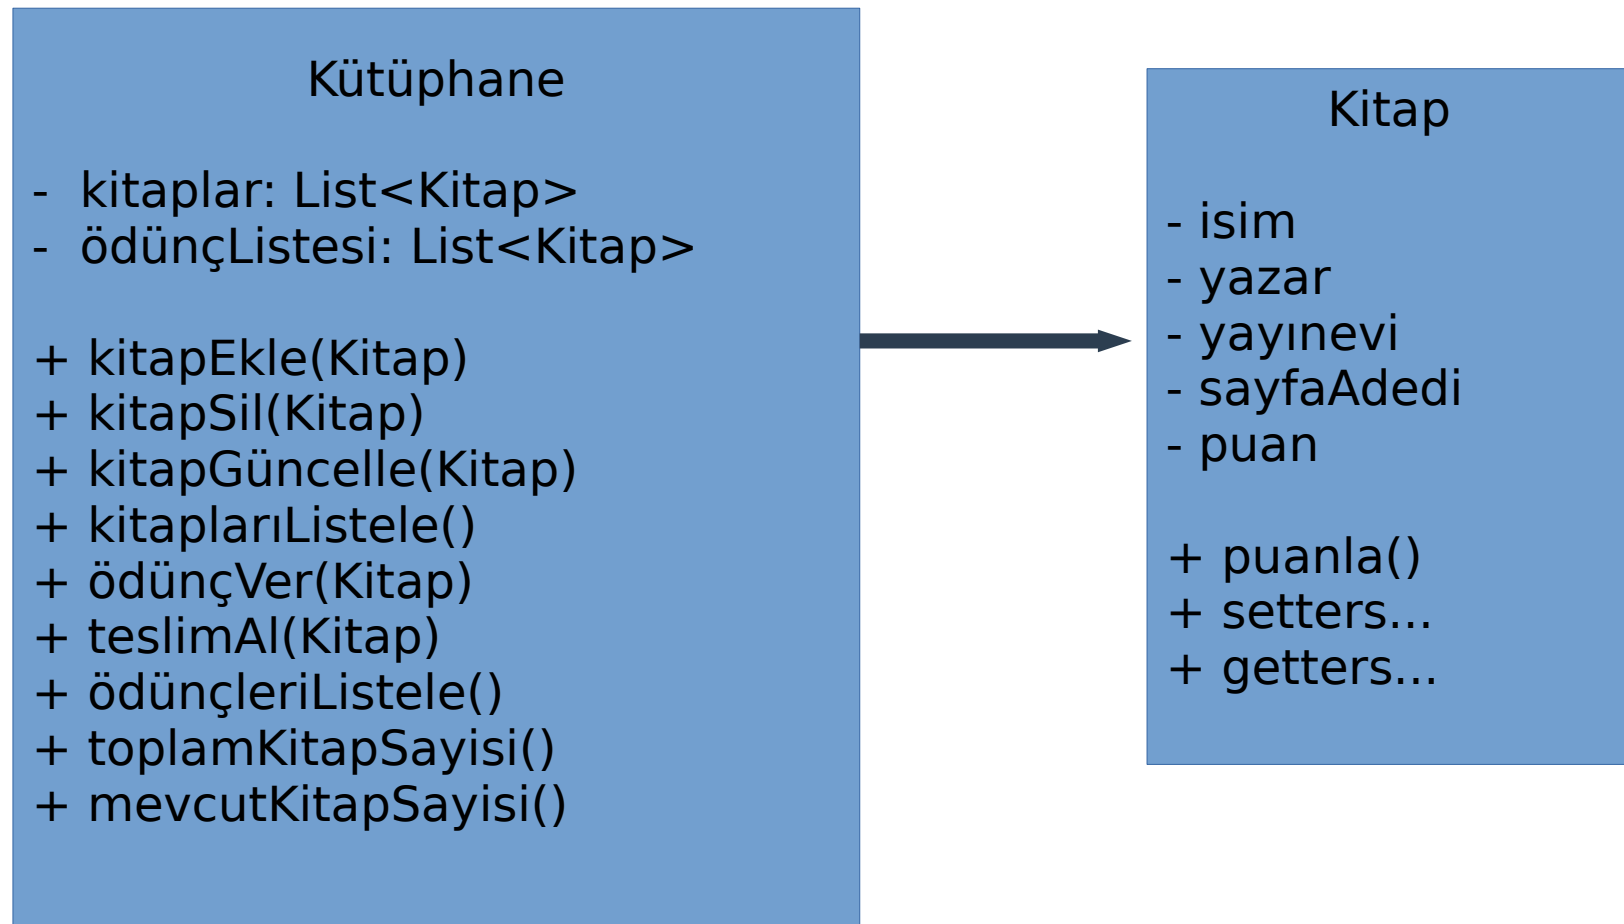 Kütüphane
- kitaplar: List<Kitap>
- ödünçListesi: List<Kitap>
+ kitapEkle(Kitap)
+ kitapSil(Kitap)
+ kitapGüncelle(Kitap)
+ kitaplarıListele()
+ ödünçVer(Kitap)
+ teslimAl(Kitap)
+ ödünçleriListele()
+ toplamKitapSayisi()
+ mevcutKitapSayisi()
Kitap
- isim
- yazar
- yayınevi
- sayfaAdedi
- puan
+ puanla()
+ setters...
+ getters...